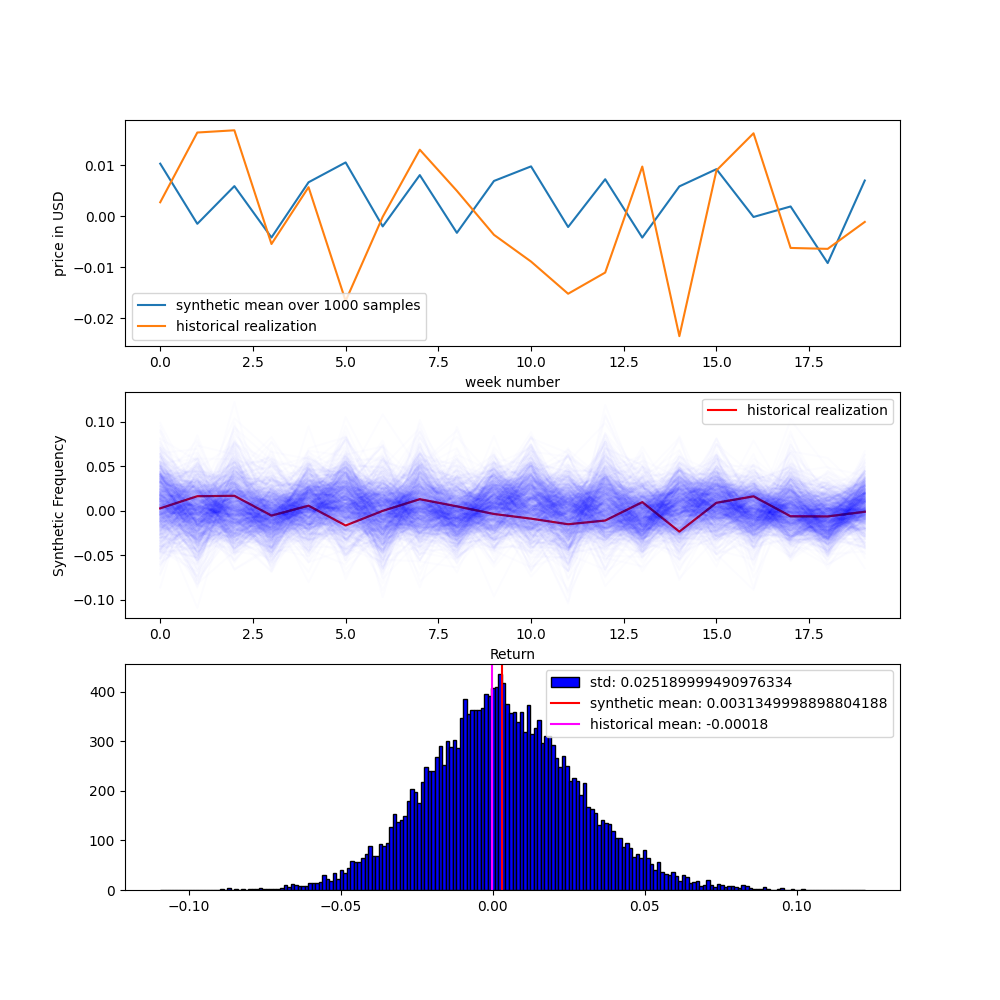 0.01
0.00
−0.01
−0.02
price in USD
synthetic mean over 1000 samples
historical realization
0.0 2.5 5.0 7.5 10.0 12.5 15.0 17.5
week number
0.10
0.05
0.00
−0.05
−0.10
Synthetic Frequency
historical realization
0.0 2.5 5.0 7.5 10.0 12.5 15.0 17.5
Return
400
300
200
100
0
std: 0.025189999490976334
synthetic mean: 0.0031349998898804188
historical mean: -0.00018
−0.10 −0.05 0.00 0.05 0.10